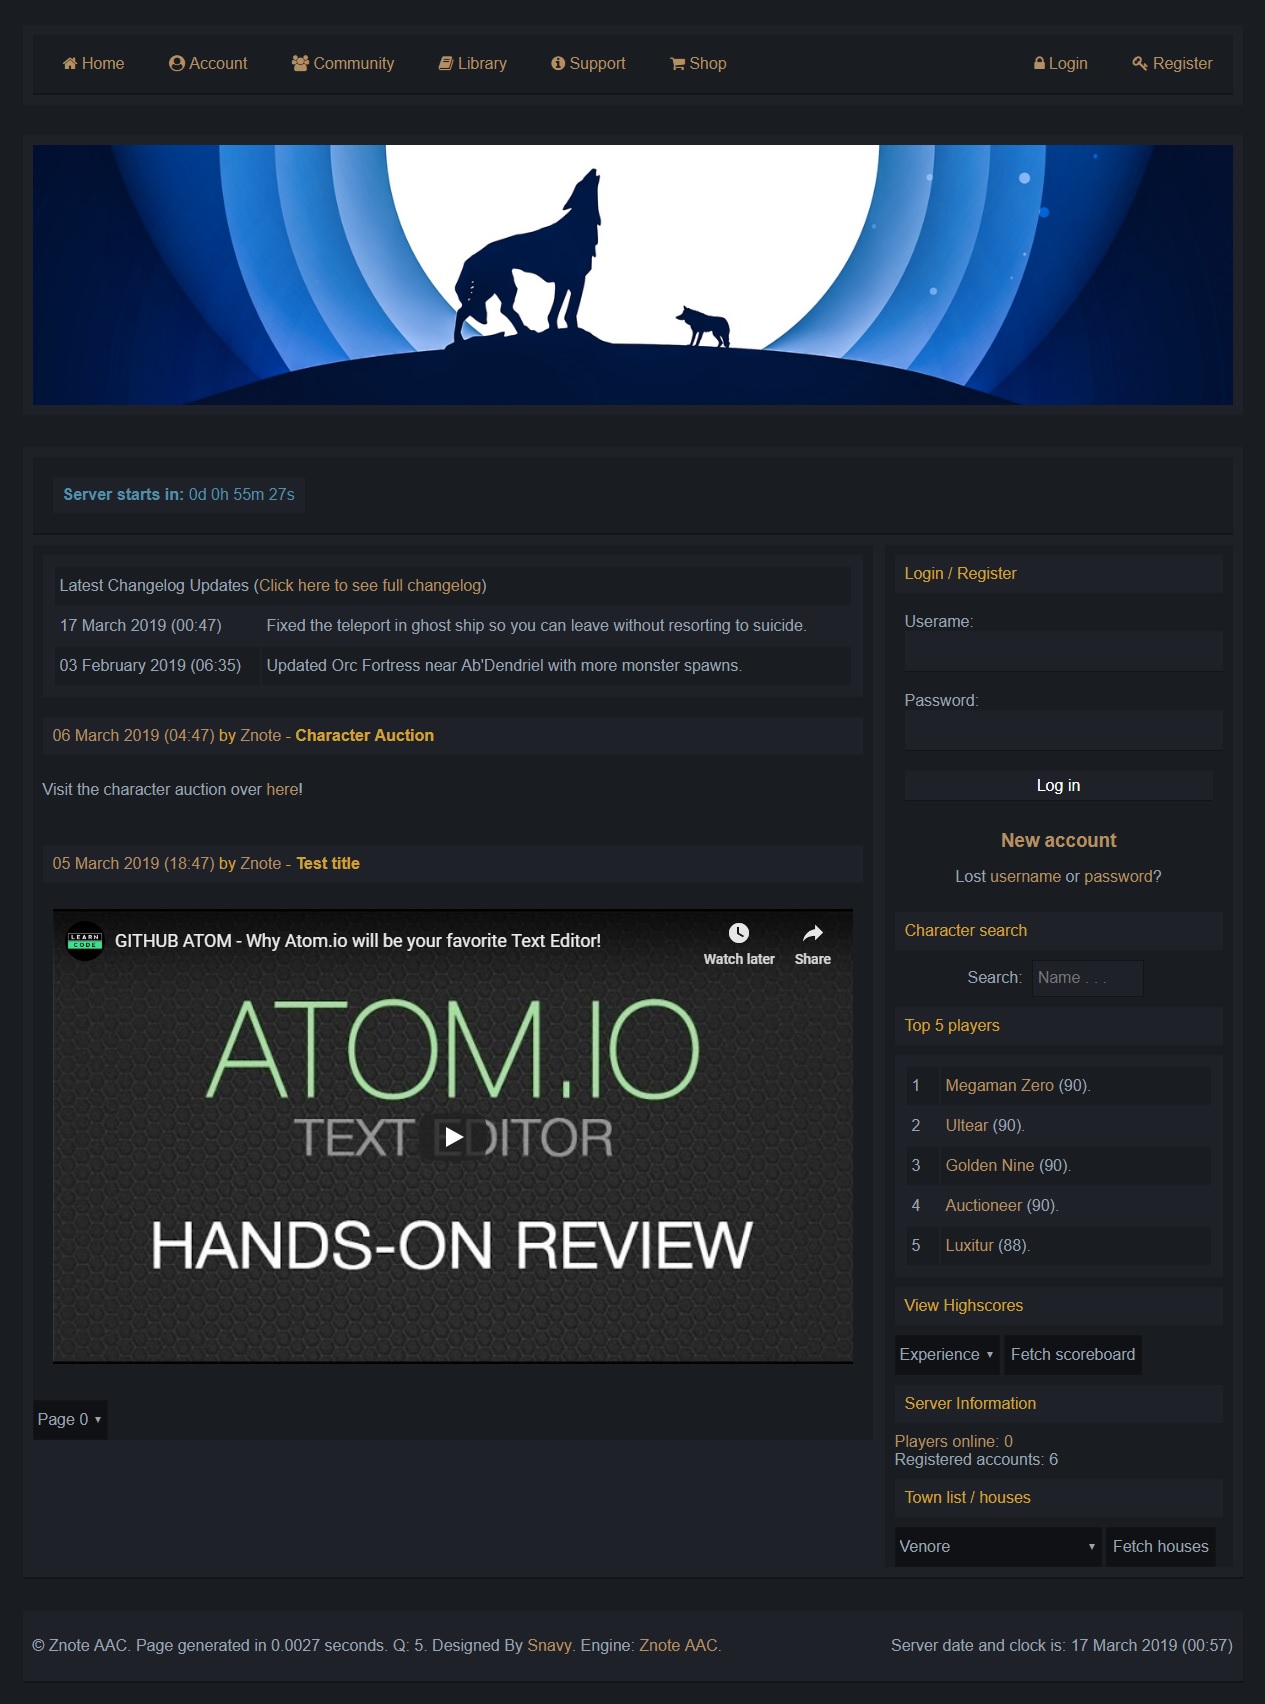 Home Account Community Library Support Shop Login Register
Server starts in: 0d 0h 55m 27s
Latest Changelog Updates (Click here to see full changelog)
17 March 2019 (00:47) Fixed the teleport in ghost ship so you can leave without resorting to suicide.
03 February 2019 (06:35) Updated Orc Fortress near Ab'Dendriel with more monster spawns.
06 March 2019 (04:47) by Znote - Character Auction
Visit the character auction over here!
05 March 2019 (18:47) by Znote - Test title
LEARN
CODE
GITHUB ATOM - Why Atom.io will be your favorite Text Editor!
Watch later
Share
ATOM.IO
TEXT EDITOR
HANDS-ON REVIEW
Page 0
Login / Register
Userame:
Password:
Log in
New account
Lost username or password?
Character search
Search: Name . . .
Top 5 players
1 Megaman Zero (90).
2 Ultear (90).
3 Golden Nine (90).
4 Auctioneer (90).
5 Luxitur (88).
View Highscores
Experience Fetch scoreboard
Server Information
Players online: 0
Registered accounts: 6
Town list / houses
Venore Fetch houses
© Znote AAC. Page generated in 0.0027 seconds. Q: 5. Designed By Snavy. Engine: Znote AAC. Server date and clock is: 17 March 2019 (00:57)